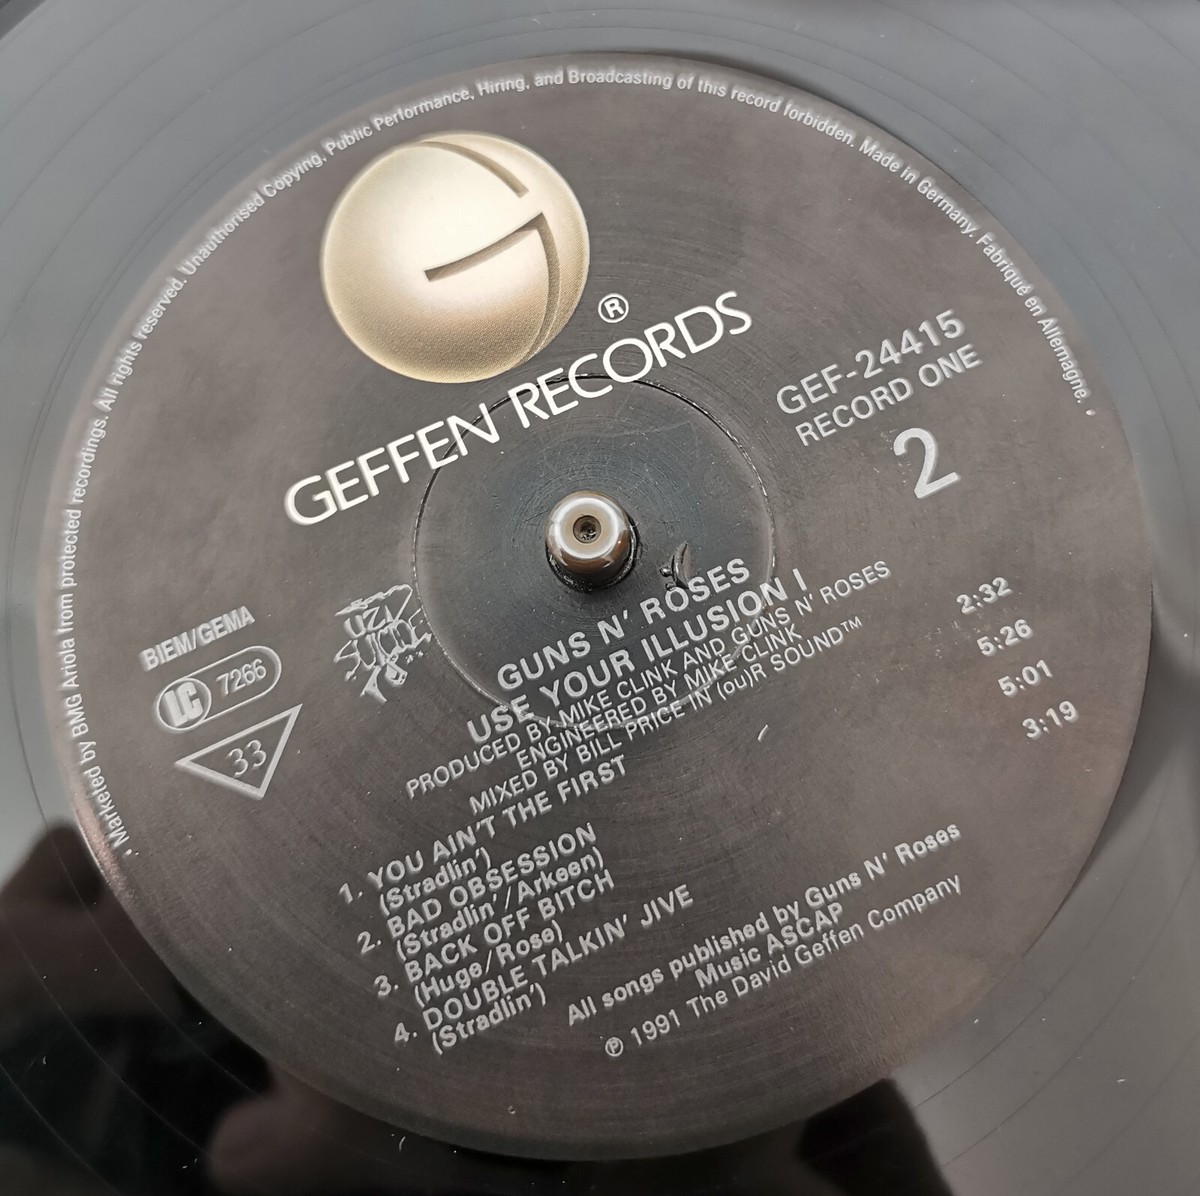 • Marketed by BMG Ariola from protected recordings. All rights reserved. Unauthorised Copying, Public Performance, Hiring, and Broadcasting of this record forbidden. Made in Germany. Fabriqué en Allemagne. •
®
GEFFEN RECORDS
GEF-24415
RECORD ONE
2
BIEM/GEMA
LC 7266
33
UZI
SUICIDE
GUNS N' ROSES
USE YOUR ILLUSION I
PRODUCED BY MIKE CLINK AND GUNS N' ROSES
ENGINEERED BY MIKE CLINK
MIXED BY BILL PRICE IN (ou)R SOUND™
1. YOU AIN'T THE FIRST 2:32
(Stradlin')
2. BAD OBSESSION 5:26
(Stradlin'/Arkeen)
3. BACK OFF BITCH 5:01
(Huge/Rose)
4. DOUBLE TALKIN' JIVE 3:19
(Stradlin')
All songs published by Guns N' Roses
Music ASCAP
℗ 1991 The David Geffen Company